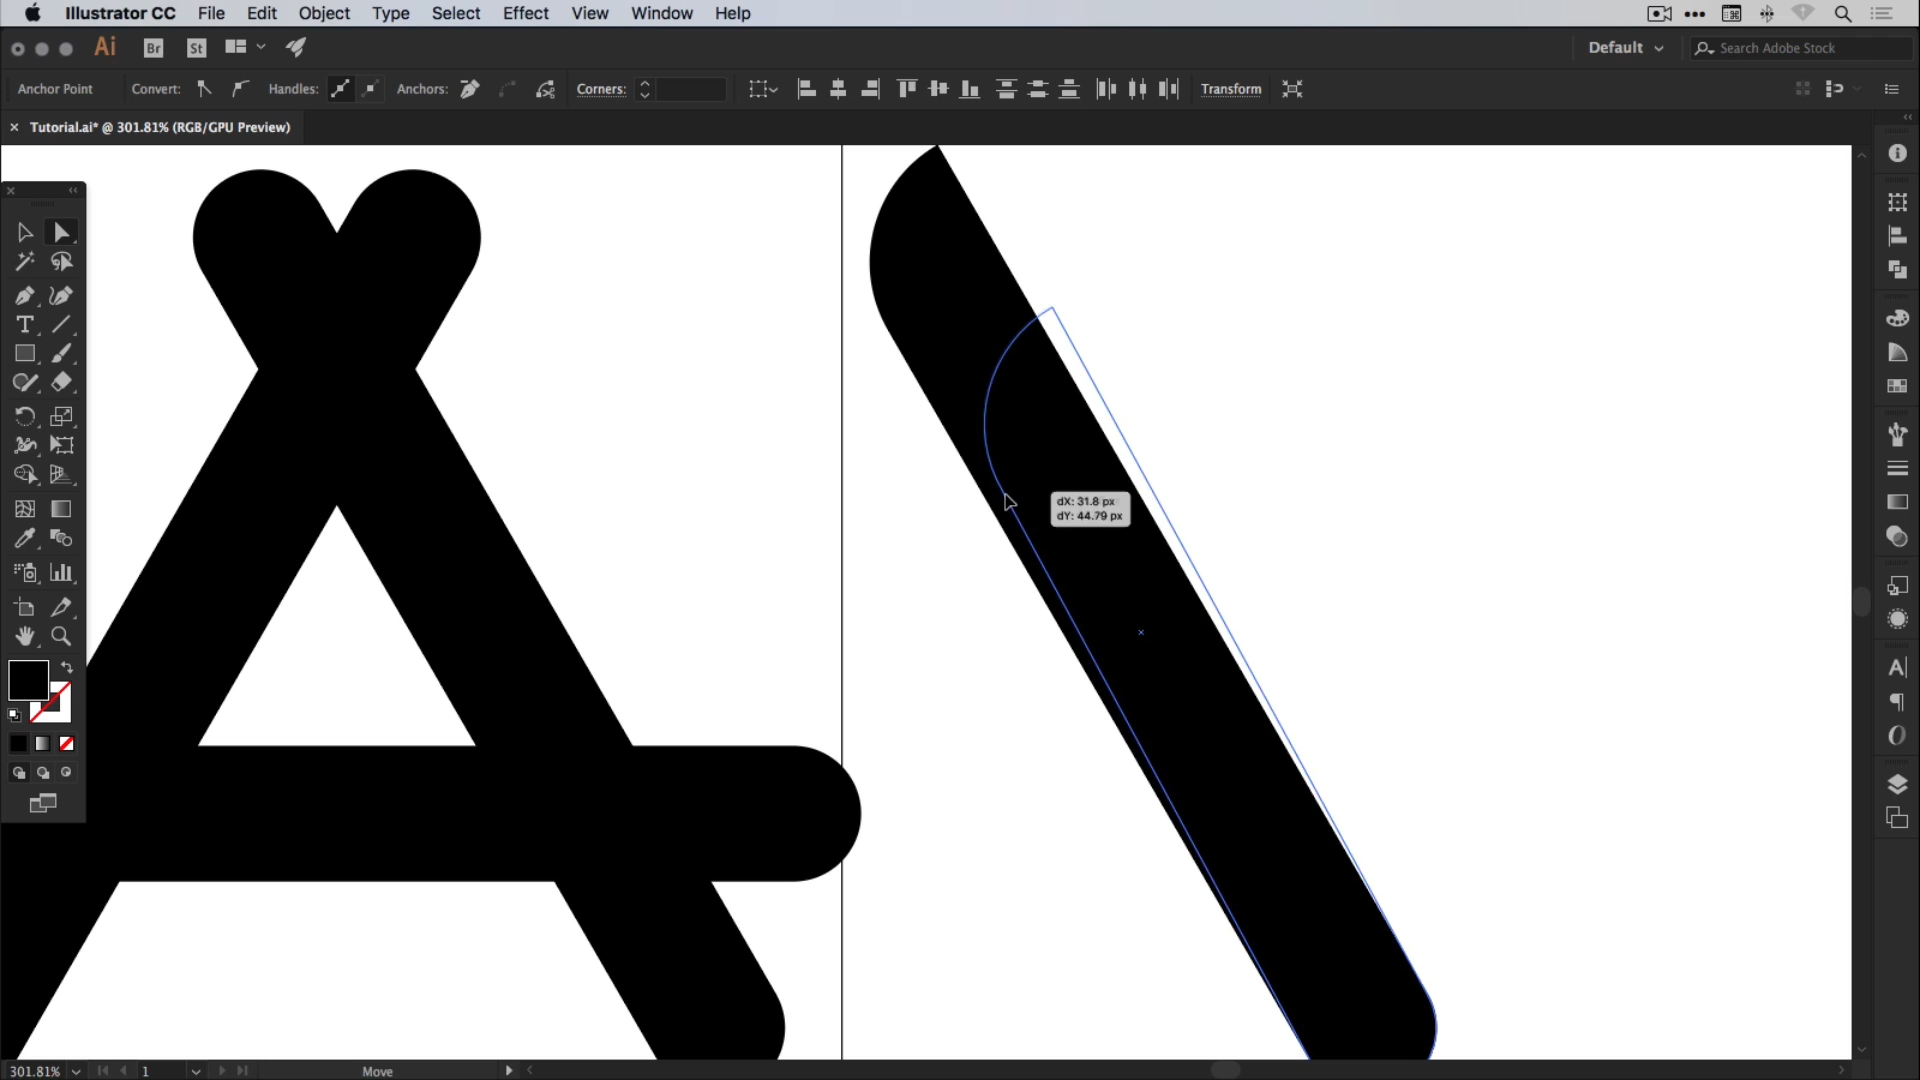 Illustrator CC File Edit Object Type Select Effect View Window Help
Ai Br St Default Search Adobe Stock
Anchor Point Convert: Handles: Anchors: Corners: Transform
Tutorial.ai* @ 301.81% (RGB/GPU Preview)
dX: 31.8 px
dY: 44.79 px
301.81% 1 Move